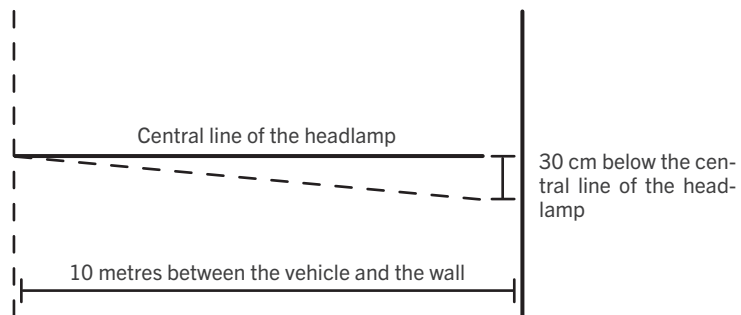 Central line of the headlamp
30 cm below the cen-
tral line of the head-
lamp
10 metres between the vehicle and the wall